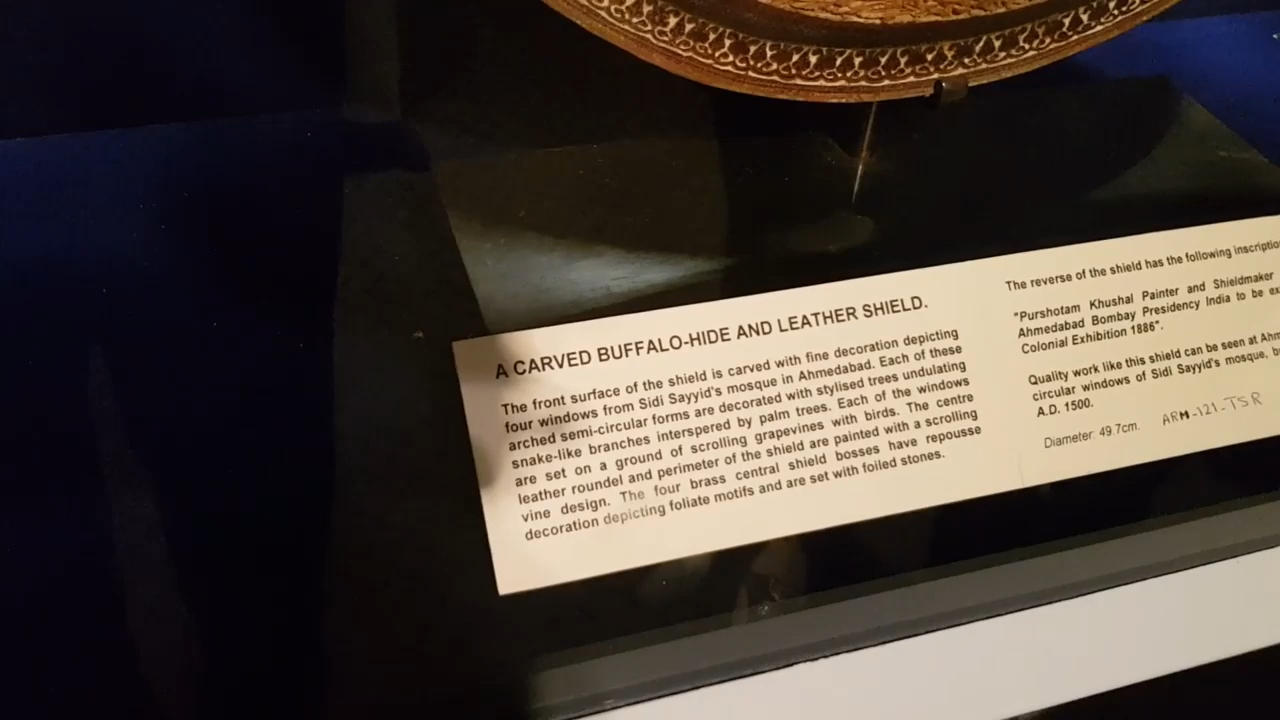 A CARVED BUFFALO-HIDE AND LEATHER SHIELD.
The front surface of the shield is carved with fine decoration depicting
four windows from Sidi Sayyid's mosque in Ahmedabad. Each of these
arched semi-circular forms are decorated with stylised trees undulating
snake-like branches interspered by palm trees. Each of the windows
are set on a ground of scrolling grapevines with birds. The centre
leather roundel and perimeter of the shield are painted with a scrolling
vine design. The four brass central shield bosses have repousse
decoration depicting foliate motifs and are set with foiled stones.
The reverse of the shield has the following
"Purshotam Khushal Painter and Shieldmaker
Ahmedabad Bombay Presidency India to be
Colonial Exhibition 1886".
Quality work like this shield can be seen at
circular windows of Sidi Sayyid's mosque,
A.D. 1500.
Diameter: 49.7cm. ARM-121-TSR